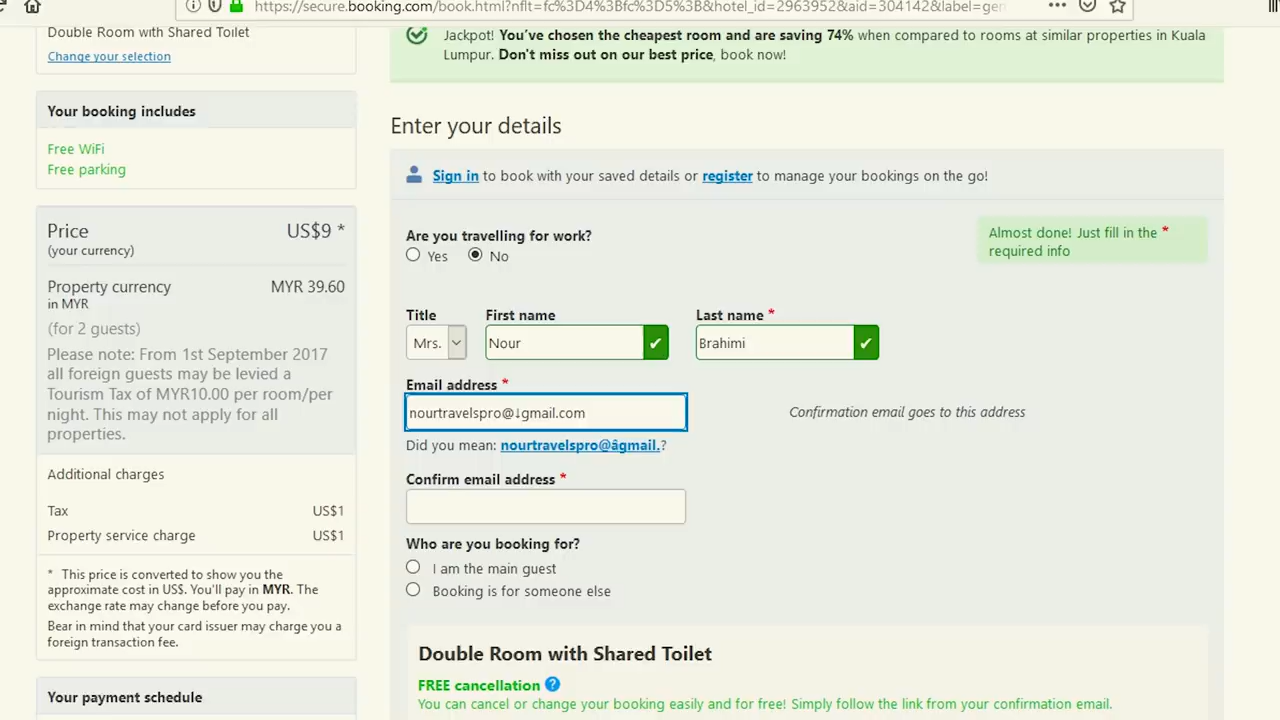 https://secure.booking.com/book.html?nflt=fc%3D4%3Bfc%3D5%3B&hotel_id=2963952&aid=304142&label=gen
Double Room with Shared Toilet
Change your selection
Jackpot! You've chosen the cheapest room and are saving 74% when compared to rooms at similar properties in Kuala
Lumpur. Don't miss out on our best price, book now!
Your booking includes
Free WiFi
Free parking
Price US$9 *
(your currency)
Property currency MYR 39.60
in MYR
(for 2 guests)
Please note: From 1st September 2017
all foreign guests may be levied a
Tourism Tax of MYR10.00 per room/per
night. This may not apply for all
properties.
Additional charges
Tax US$1
Property service charge US$1
* This price is converted to show you the
approximate cost in US$. You'll pay in MYR. The
exchange rate may change before you pay.
Bear in mind that your card issuer may charge you a
foreign transaction fee.
Your payment schedule
Enter your details
Sign in to book with your saved details or register to manage your bookings on the go!
Are you travelling for work?
Yes No
Almost done! Just fill in the *
required info
Title First name Last name *
Mrs. Nour Brahimi
Email address *
nourtravelspro@↓gmail.com
Confirmation email goes to this address
Did you mean: nourtravelspro@âgmail.?
Confirm email address *
Who are you booking for?
I am the main guest
Booking is for someone else
Double Room with Shared Toilet
FREE cancellation ?
You can cancel or change your booking easily and for free! Simply follow the link from your confirmation email.